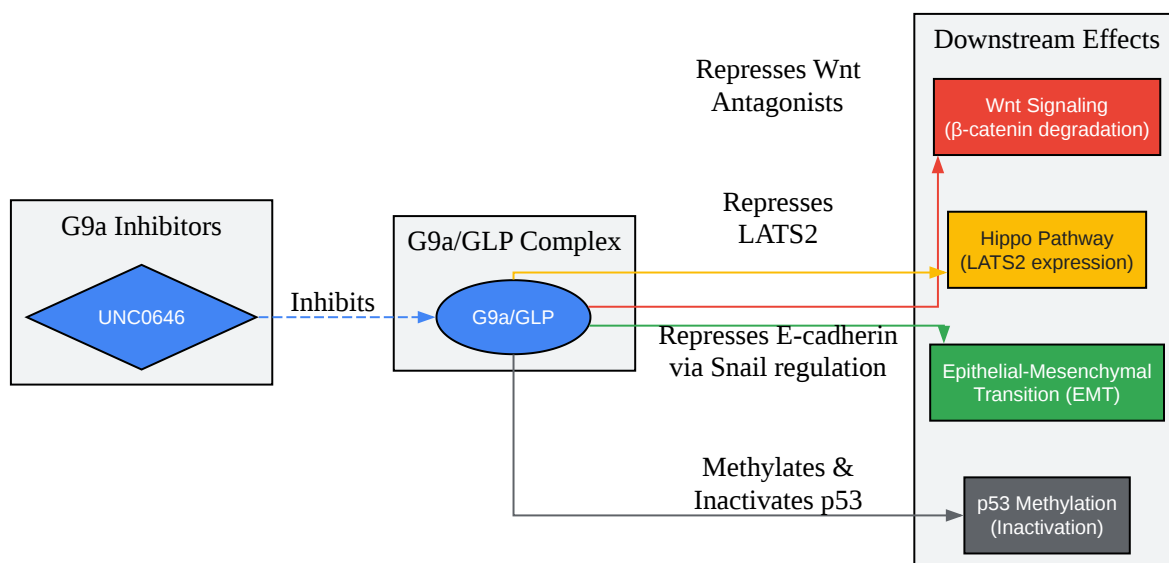 G9a Inhibitors
UNC0646
Inhibits
G9a/GLP Complex
G9a/GLP
Represses Wnt
Antagonists
Represses
LATS2
Represses E-cadherin
via Snail regulation
Methylates &
Inactivates p53
Downstream Effects
Wnt Signaling
(β-catenin degradation)
Hippo Pathway
(LATS2 expression)
Epithelial-Mesenchymal
Transition (EMT)
p53 Methylation
(Inactivation)